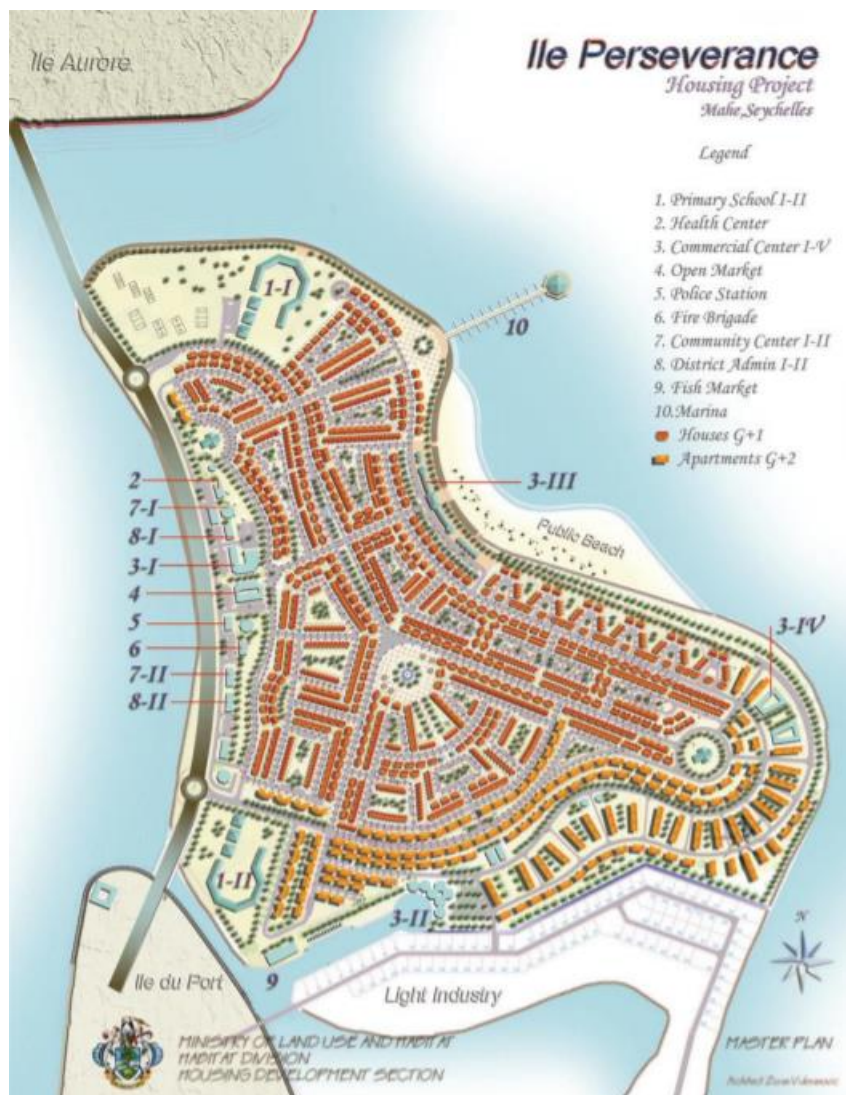 Ile Aurore
Ile Perseverance
Housing Project
Mahe, Seychelles
Legend
1. Primary School I-II
2. Health Center
3. Commercial Center I-V
4. Open Market
5. Police Station
6. Fire Brigade
7. Community Center I-II
8. District Admin I-II
9. Fish Market
10. Marina
Houses G+1
Apartments G+2
1-I
10
2
7-I
8-I
3-I
4
5
6
7-II
8-II
3-III
Public Beach
3-IV
1-II
3-II
9
Ile du Port
Light Industry
N
MINISTRY OF LAND USE AND HABITAT
HABITAT DIVISION
HOUSING DEVELOPMENT SECTION
MASTER PLAN
Architect